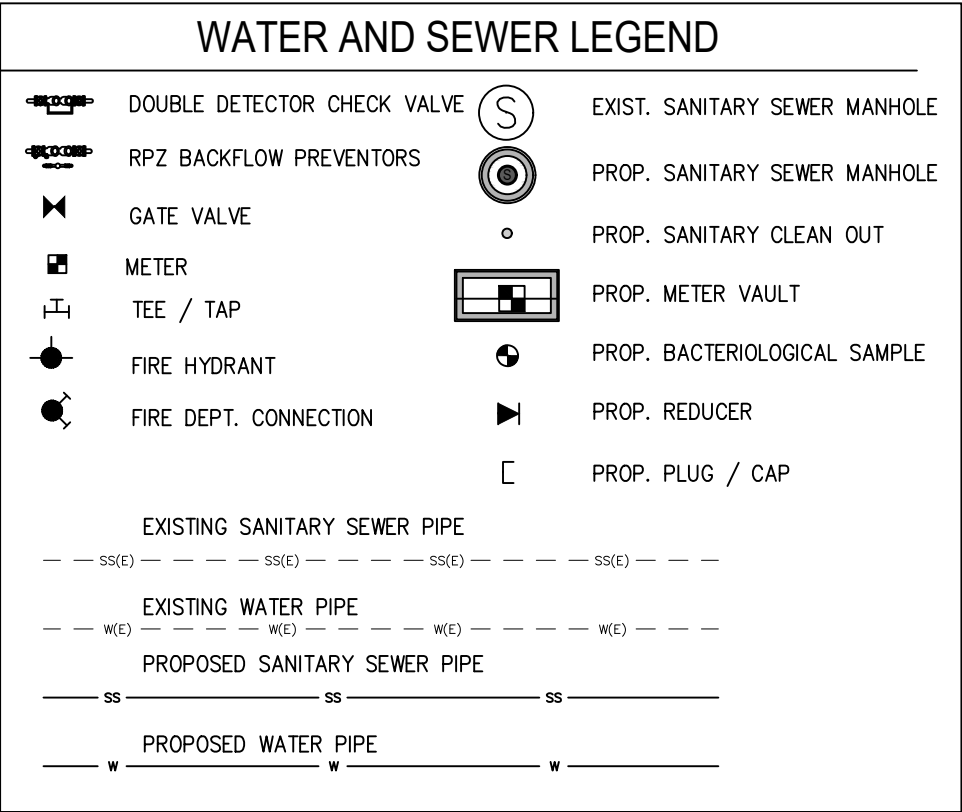 WATER AND SEWER LEGEND
DOUBLE DETECTOR CHECK VALVE
RPZ BACKFLOW PREVENTORS
GATE VALVE
METER
TEE / TAP
FIRE HYDRANT
FIRE DEPT. CONNECTION
S EXIST. SANITARY SEWER MANHOLE
S PROP. SANITARY SEWER MANHOLE
PROP. SANITARY CLEAN OUT
PROP. METER VAULT
PROP. BACTERIOLOGICAL SAMPLE
PROP. REDUCER
PROP. PLUG / CAP
EXISTING SANITARY SEWER PIPE
SS(E) SS(E) SS(E) SS(E)
EXISTING WATER PIPE
W(E) W(E) W(E) W(E)
PROPOSED SANITARY SEWER PIPE
SS SS SS
PROPOSED WATER PIPE
W W W